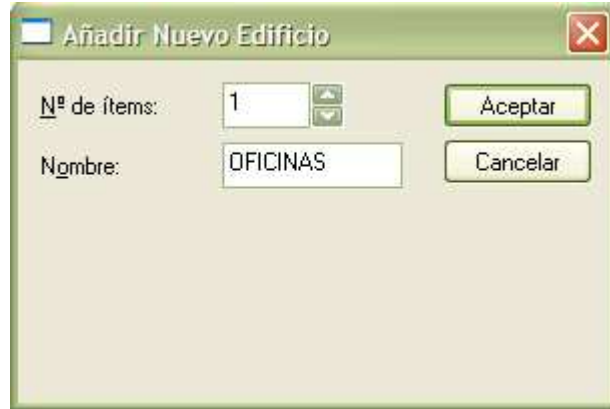 Añadir Nuevo Edificio
Nº de ítems:
1
Aceptar
Nombre:
OFICINAS
Cancelar